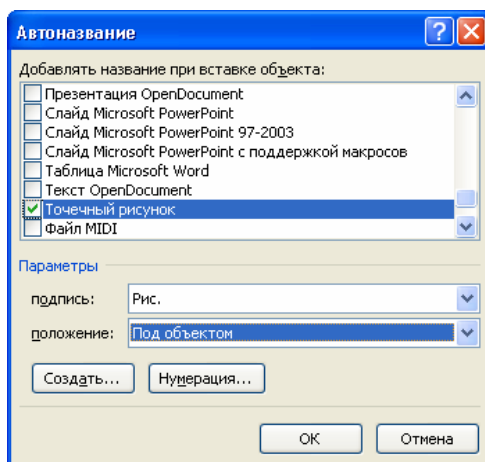 Автоназвание
Добавлять название при вставке объекта:
Презентация OpenDocument
Слайд Microsoft PowerPoint
Слайд Microsoft PowerPoint 97-2003
Слайд Microsoft PowerPoint с поддержкой макросов
Таблица Microsoft Word
Текст OpenDocument
Точечный рисунок
Файл MIDI
Параметры
подпись: Рис.
положение: Под объектом
Создать... Нумерация...
ОК Отмена